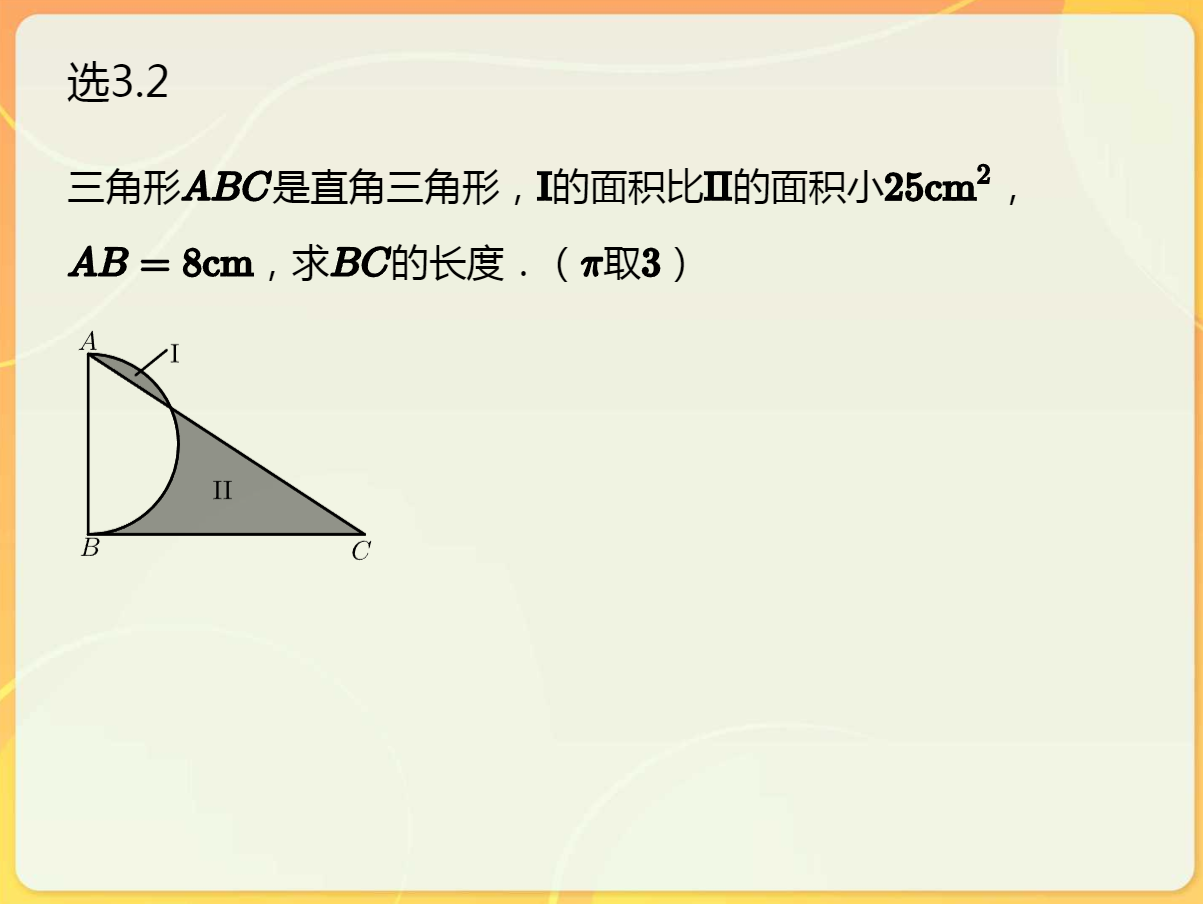 选3.2
三角形ABC是直角三角形，I的面积比II的面积小25cm²，
AB = 8cm，求BC的长度．（π取3）
A
I
II
B
C